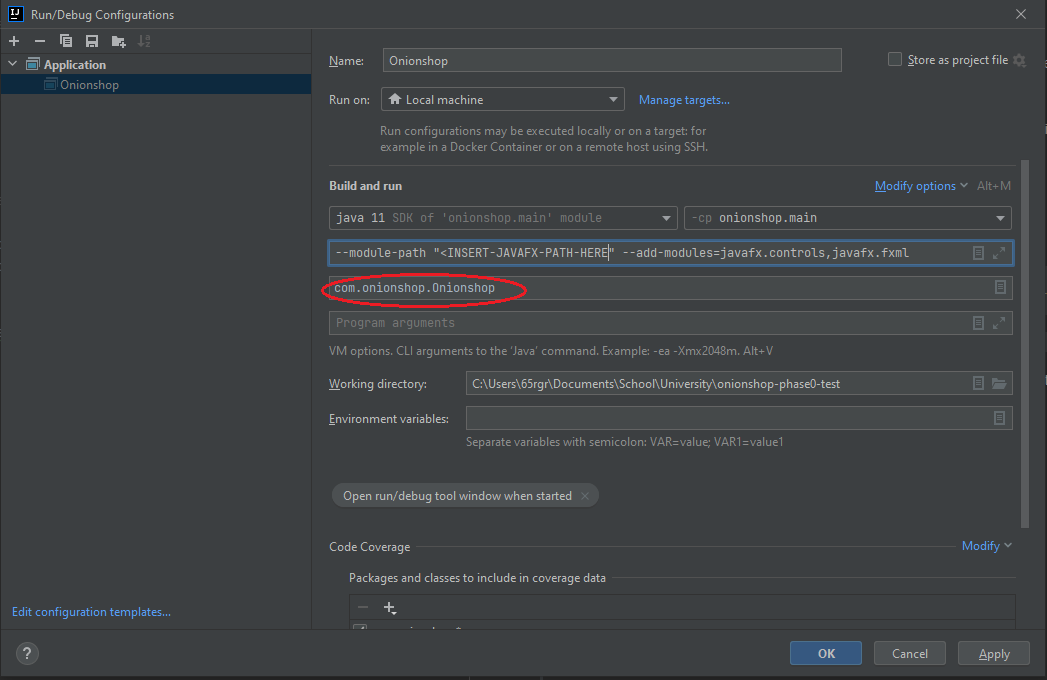 IJ Run/Debug Configurations
Application
Onionshop
Name: Onionshop Store as project file
Run on: Local machine Manage targets...
Run configurations may be executed locally or on a target: for
example in a Docker Container or on a remote host using SSH.
Build and run Modify options Alt+M
java 11 SDK of 'onionshop.main' module -cp onionshop.main
--module-path "<INSERT-JAVAFX-PATH-HERE" --add-modules=javafx.controls,javafx.fxml
com.onionshop.Onionshop
Program arguments
VM options. CLI arguments to the 'Java' command. Example: -ea -Xmx2048m. Alt+V
Working directory: C:\Users\65rgr\Documents\School\University\onionshop-phase0-test
Environment variables:
Separate variables with semicolon: VAR=value; VAR1=value1
Open run/debug tool window when started
Code Coverage Modify
Packages and classes to include in coverage data
Edit configuration templates...
? OK Cancel Apply